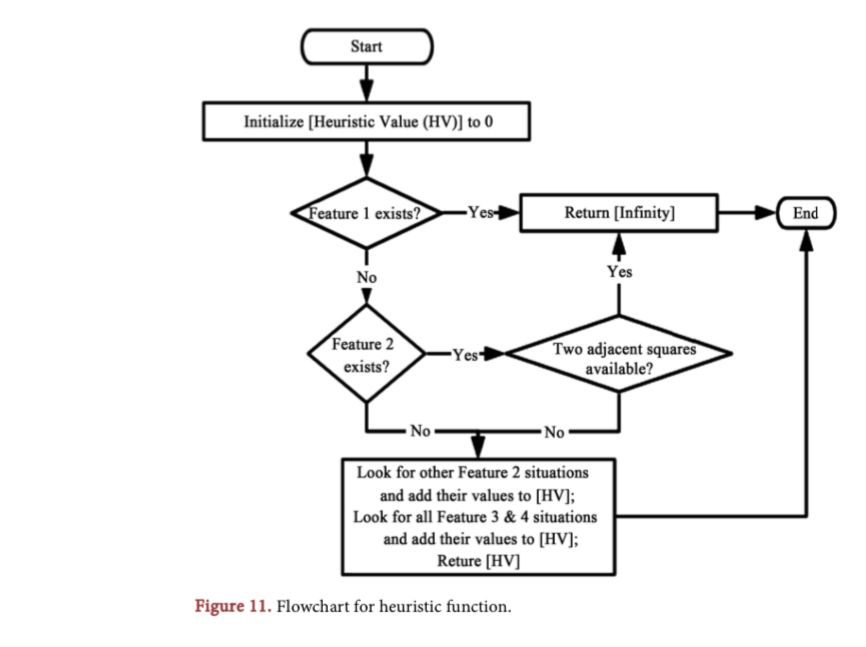 Start
Initialize [Heuristic Value (HV)] to 0
Feature 1 exists?
Yes
Return [Infinity]
End
No
Yes
Feature 2
exists?
Yes
Two adjacent squares
available?
No
No
Look for other Feature 2 situations
and add their values to [HV];
Look for all Feature 3 & 4 situations
and add their values to [HV];
Reture [HV]
Figure 11. Flowchart for heuristic function.